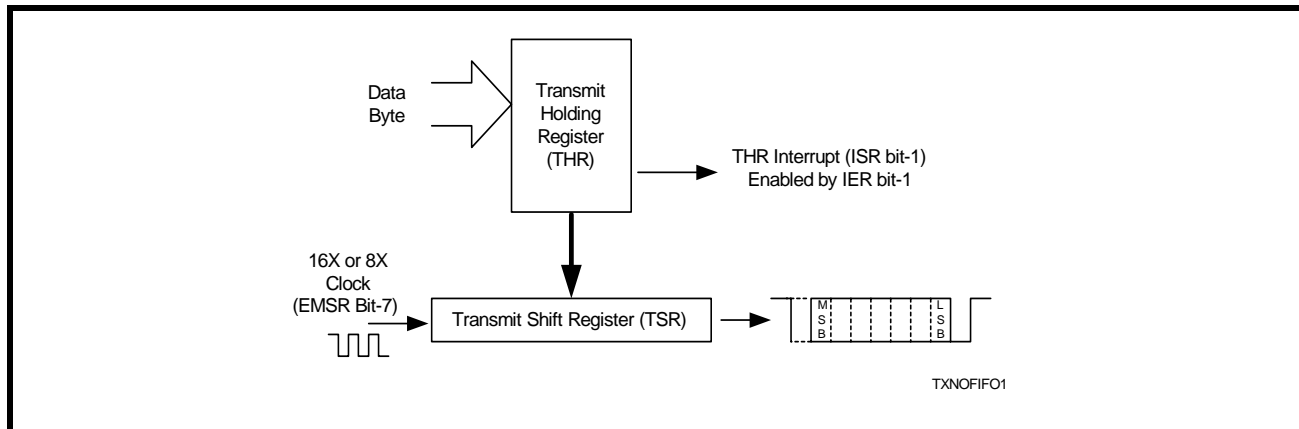 Data
Byte
Transmit
Holding
Register
(THR)
THR Interrupt (ISR bit-1)
Enabled by IER bit-1
16X or 8X
Clock
(EMSR Bit-7)
Transmit Shift Register (TSR)
M
S
B
L
S
B
TXNOFIFO1